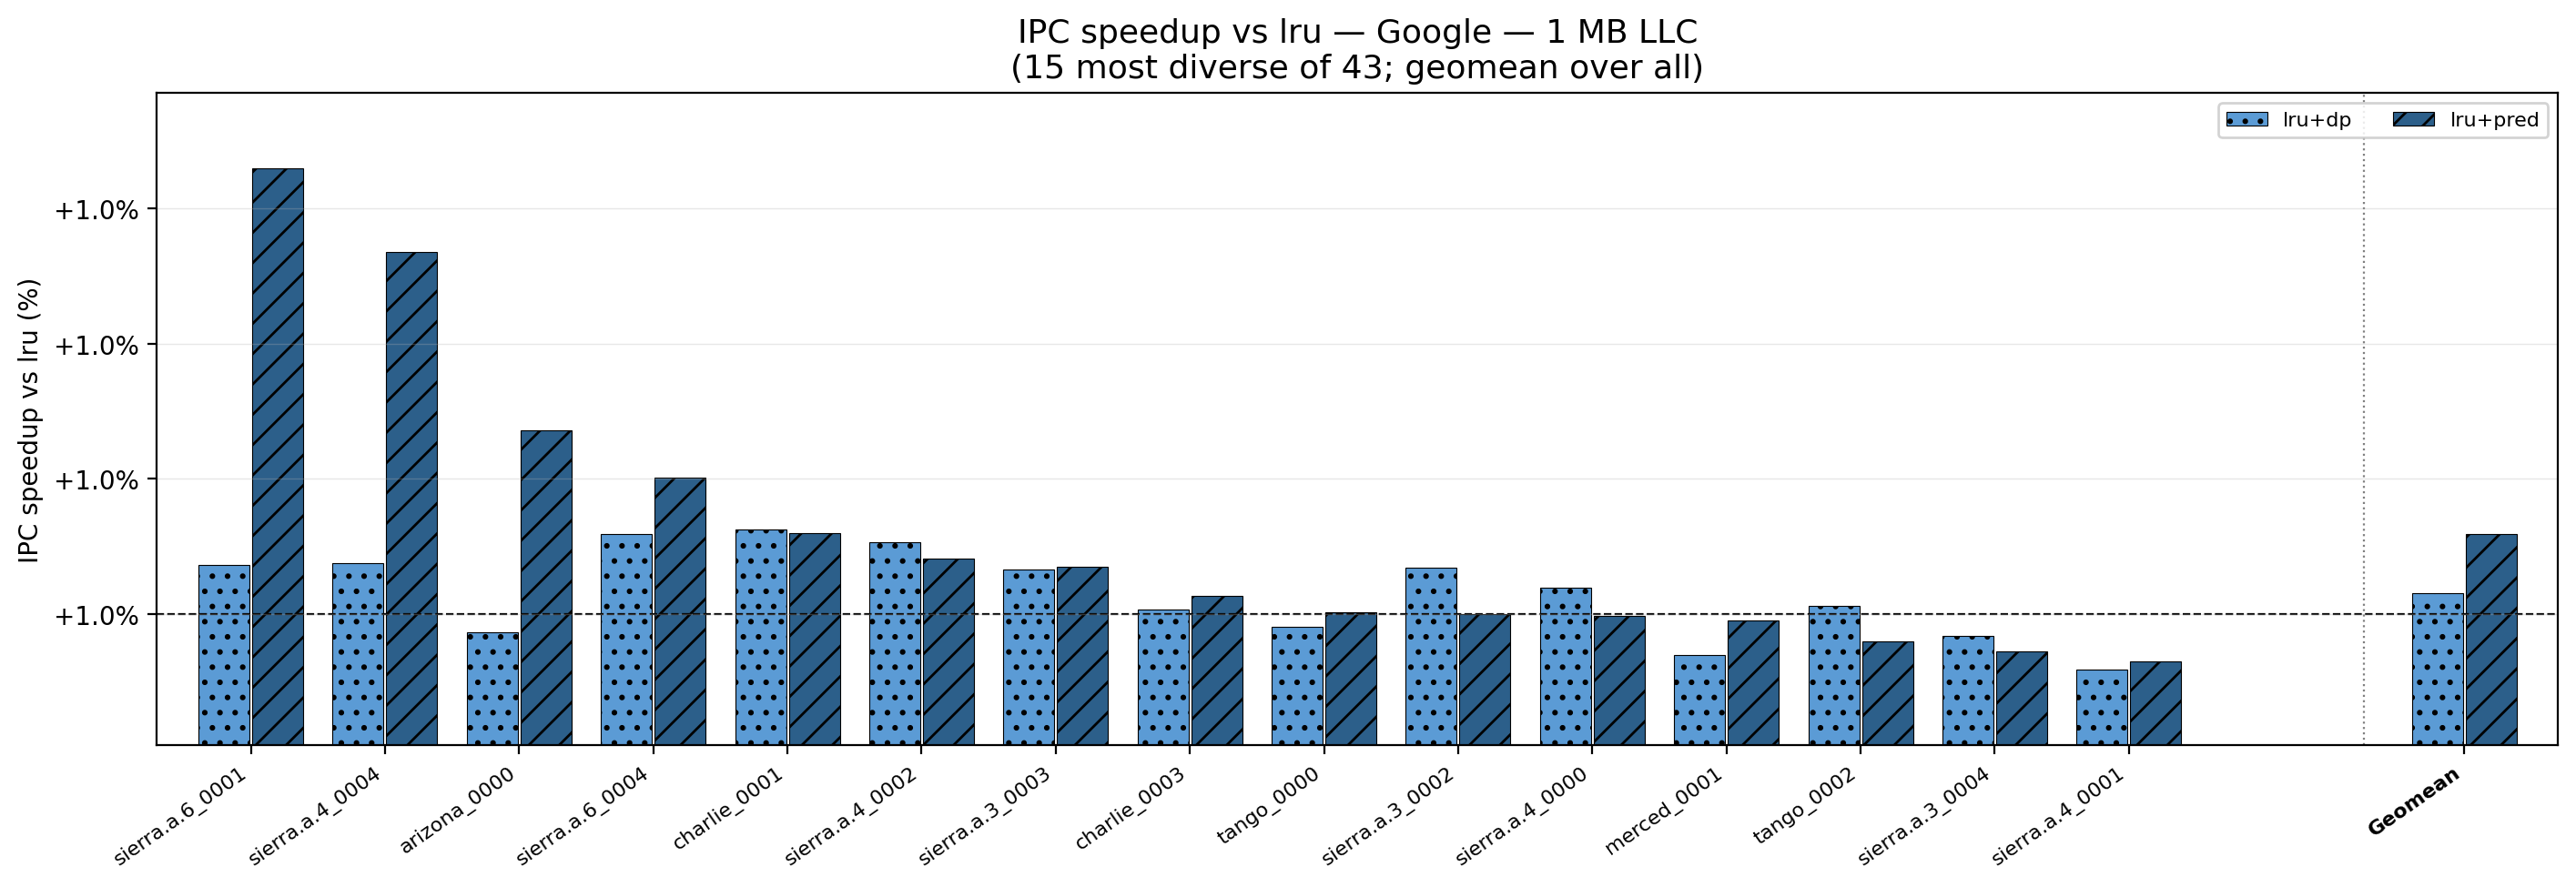 IPC speedup vs lru — Google — 1 MB LLC
(15 most diverse of 43; geomean over all)
lru+dp
lru+pred
IPC speedup vs lru (%)
+1.0%
+1.0%
+1.0%
+1.0%
sierra.a.6_0001
sierra.a.4_0004
arizona_0000
sierra.a.6_0004
charlie_0001
sierra.a.4_0002
sierra.a.3_0003
charlie_0003
tango_0000
sierra.a.3_0002
sierra.a.4_0000
merced_0001
tango_0002
sierra.a.3_0004
sierra.a.4_0001
Geomean